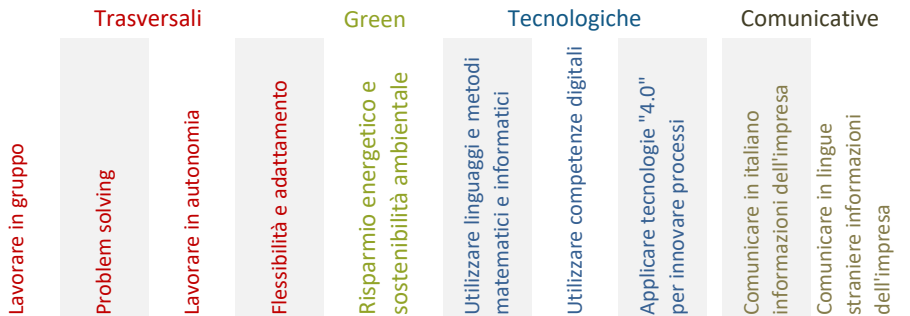 Trasversali
Green
Tecnologiche
Comunicative
Lavorare in gruppo
Problem solving
Lavorare in autonomia
Flessibilità e adattamento
Risparmio energetico e
sostenibilità ambientale
Utilizzare linguaggi e metodi
matematici e informatici
Utilizzare competenze digitali
Applicare tecnologie "4.0"
per innovare processi
Comunicare in italiano
informazioni dell'impresa
Comunicare in lingue
straniere informazioni
dell'impresa